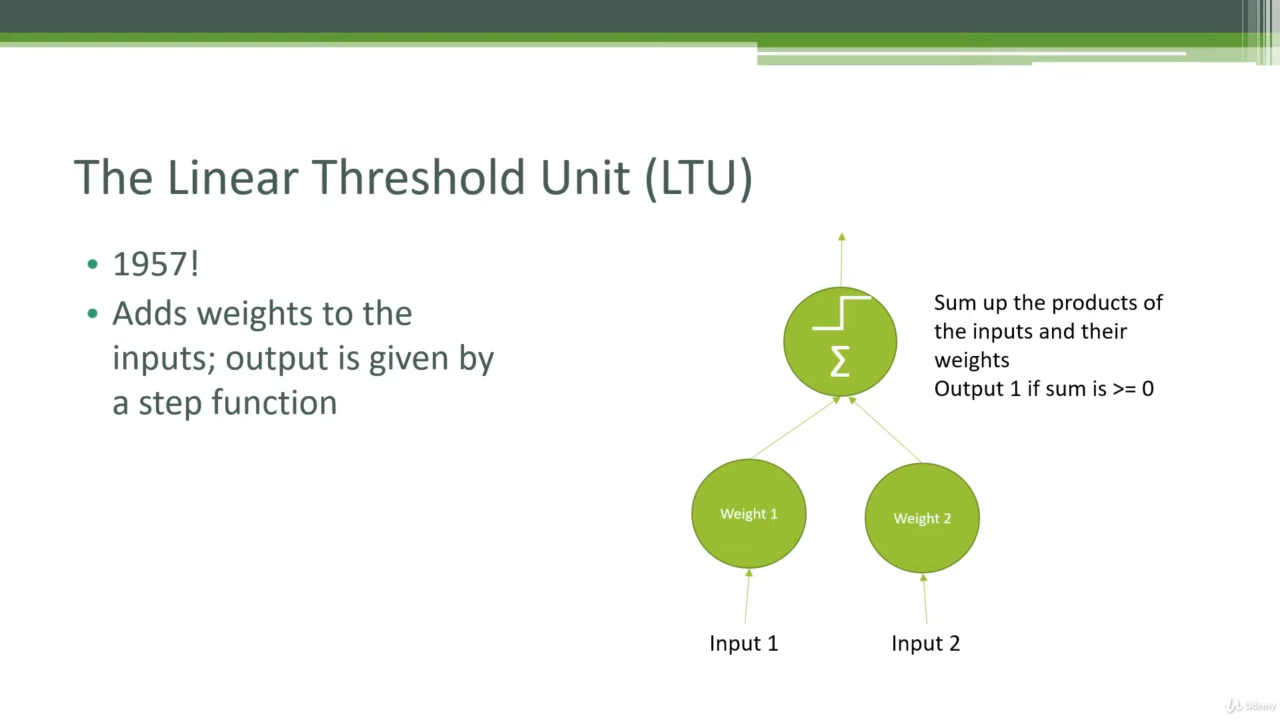 The Linear Threshold Unit (LTU)
• 1957!
• Adds weights to the
inputs; output is given by
a step function
Sum up the products of
the inputs and their
weights
Output 1 if sum is >= 0
Σ
Weight 1
Weight 2
Input 1
Input 2
Udemy